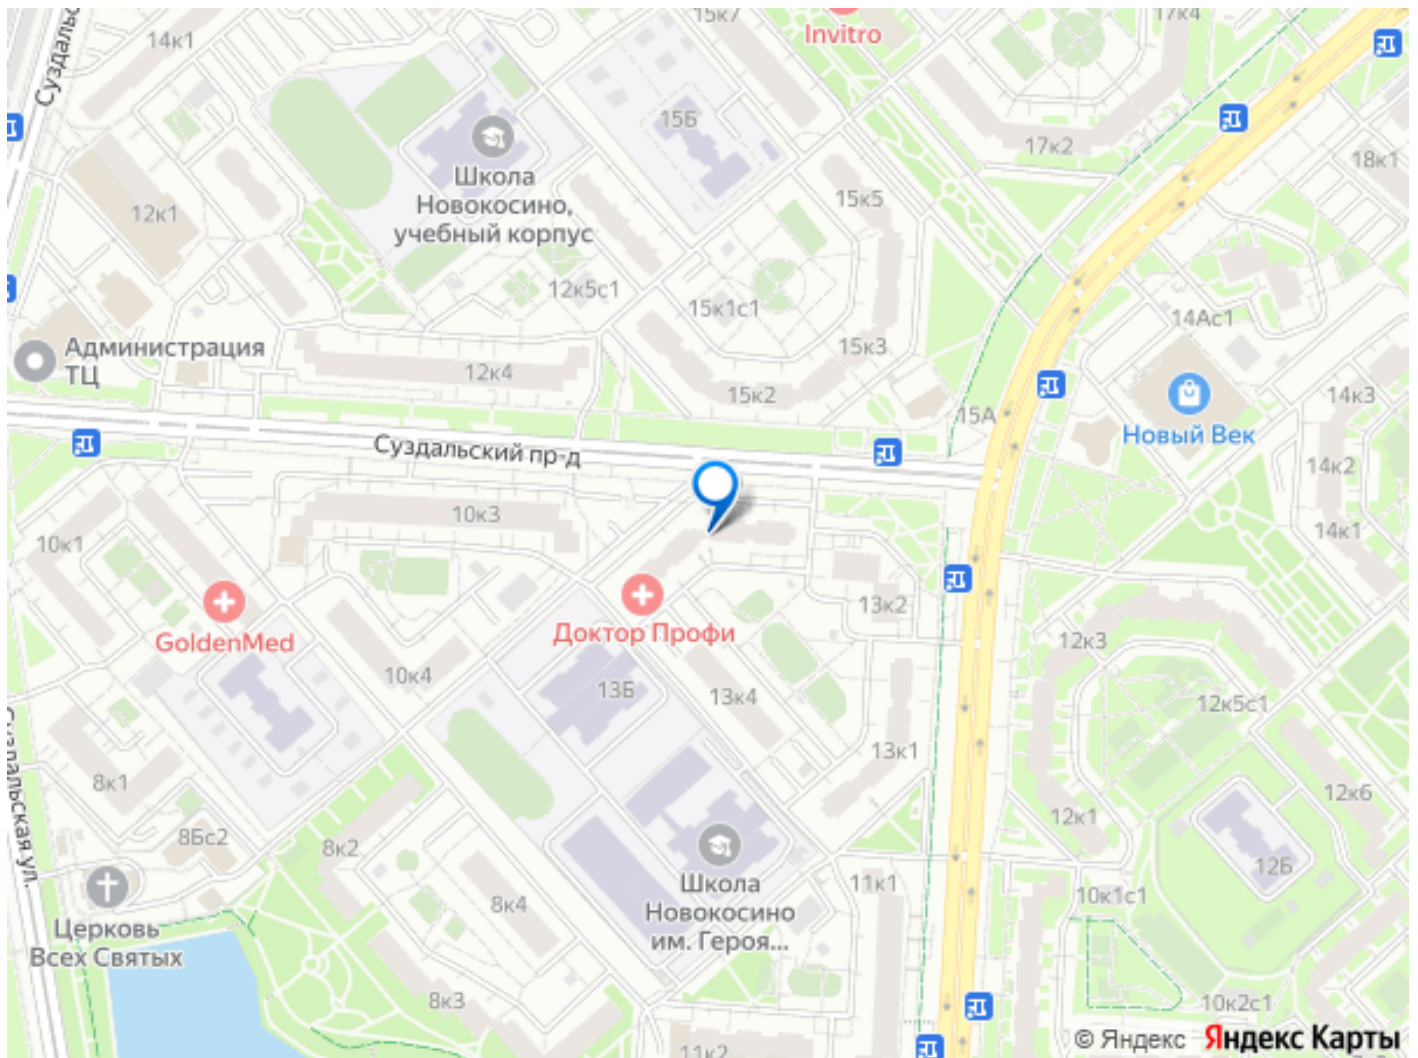 15к7
Invitro
17к4
14к1
Суздальс
15Б
17к2
18к1
Школа
Новокосино,
учебный корпус
15к5
12к1
12к5с1
15к1с1
14Ас1
Администрация
ТЦ
12к4
15к3
15к2
14к3
15А
Новый Век
Суздальский пр-д
14к2
10к3
14к1
10к1
13к2
GoldenMed
Доктор Профи
12к3
10к4
13Б
13к4
12к5с1
Суздальская ул.
13к1
8к1
12к6
12к1
8Бс2
8к2
12Б
Школа
Новокосино
им. Героя...
11к1
10к1с1
8к4
Церковь
Всех Святых
8к3
10к2с1
11к2
© Яндекс Яндекс Карты